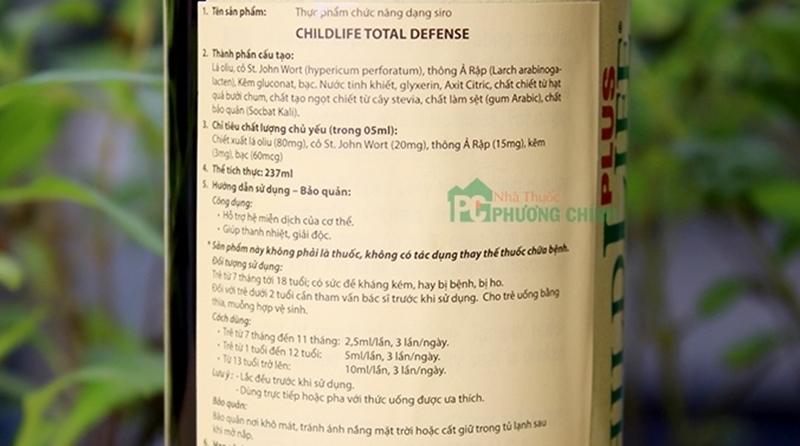 1. Tên sản phẩm: Thực phẩm chức năng dạng siro
CHILDLIFE TOTAL DEFENSE
2. Thành phần cấu tạo:
Lá oliu, cỏ St. John Wort (hypericum perforatum), thông Ả Rập (Larch arabinoga-
lacten), Kẽm gluconat, bạc. Nước tinh khiết, glyxerin, Axit Citric, chất chiết từ hạt
quả bưởi chum, chất tạo ngọt chiết từ cây stevia, chất làm sệt (gum Arabic), chất
bảo quản (Socbat Kali).
3. Chỉ tiêu chất lượng chủ yếu (trong 05ml):
Chiết xuất lá oliu (80mg), cỏ St. John Wort (20mg), thông Ả Rập (15mg), kẽm
(3mg), bạc (60mcg)
4. Thể tích thực: 237ml
5. Hướng dẫn sử dụng – Bảo quản:
Công dụng:
- Hỗ trợ hệ miễn dịch của cơ thể.
- Giúp thanh nhiệt, giải độc.
* Sản phẩm này không phải là thuốc, không có tác dụng thay thế thuốc chữa bệnh.
Đối tượng sử dụng:
Trẻ từ 7 tháng tới 18 tuổi; có sức đề kháng kém, hay bị bệnh, bị ho.
Đối với trẻ dưới 2 tuổi cần tham vấn bác sĩ trước khi sử dụng. Cho trẻ uống bằng
thìa, muỗng hợp vệ sinh.
Cách dùng:
- Trẻ từ 7 tháng đến 11 tháng: 2,5ml/lần, 3 lần/ngày.
- Trẻ từ 1 tuổi đến 12 tuổi: 5ml/lần, 3 lần/ngày.
- Từ 13 tuổi trở lên: 10ml/lần, 3 lần/ngày.
Lưu ý : - Lắc đều trước khi sử dụng.
- Dùng trực tiếp hoặc pha với thức uống được ưa thích.
Bảo quản:
Bảo quản nơi khô mát, tránh ánh nắng mặt trời hoặc cất giữ trong tủ lạnh sau
khi mở nắp.
PG Nhà Thuốc
PHƯƠNG CHÍNH
PLUS